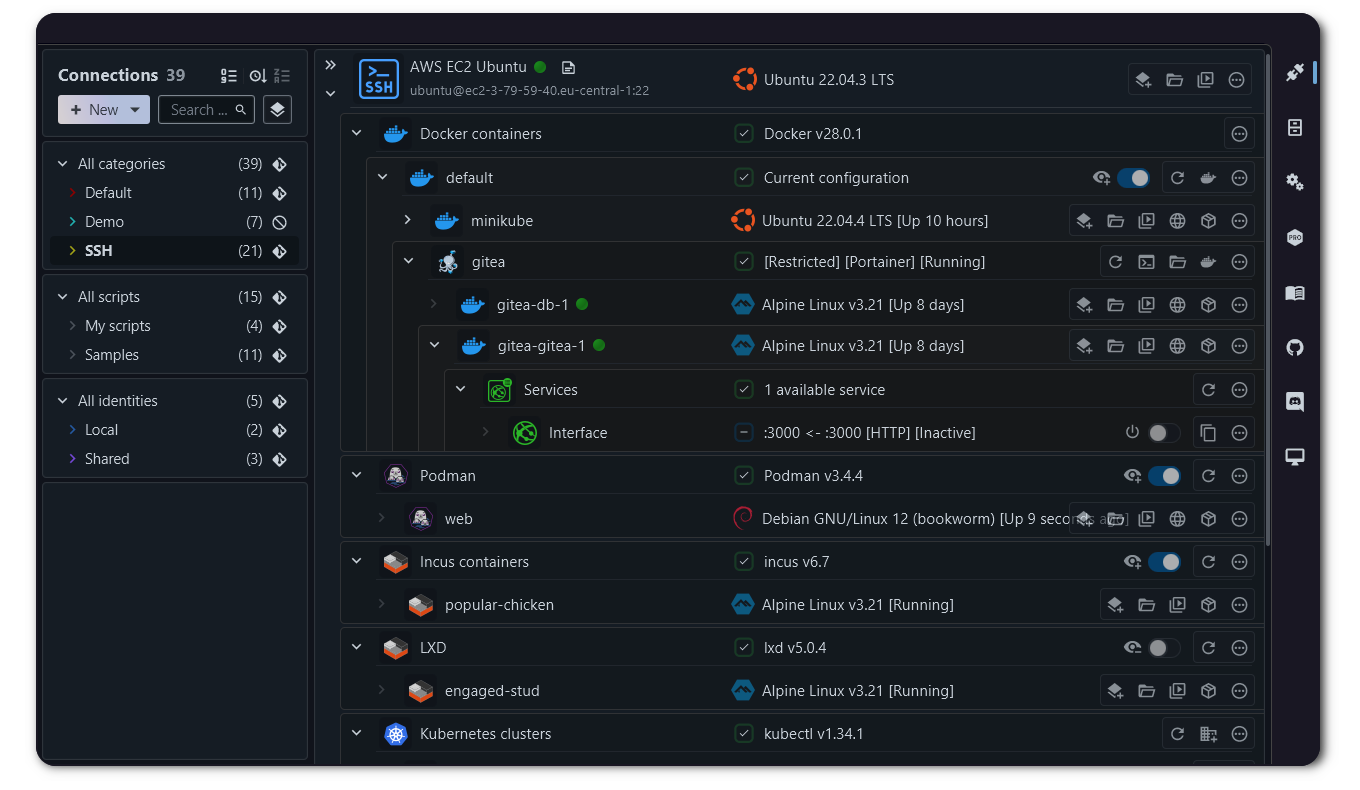 Connections 39
New
Search ...
All categories (39)
Default (11)
Demo (7)
SSH (21)
All scripts (15)
My scripts (4)
Samples (11)
All identities (5)
Local (2)
Shared (3)
>_ SSH
AWS EC2 Ubuntu
ubuntu@ec2-3-79-59-40.eu-central-1:22
Ubuntu 22.04.3 LTS
Docker containers
Docker v28.0.1
default
Current configuration
minikube
Ubuntu 22.04.4 LTS [Up 10 hours]
gitea
[Restricted] [Portainer] [Running]
gitea-db-1
Alpine Linux v3.21 [Up 8 days]
gitea-gitea-1
Alpine Linux v3.21 [Up 8 days]
Services
1 available service
Interface
:3000 <- :3000 [HTTP] [Inactive]
Podman
Podman v3.4.4
web
Debian GNU/Linux 12 (bookworm) [Up 9 seconds ago]
Incus containers
incus v6.7
popular-chicken
Alpine Linux v3.21 [Running]
LXD
lxd v5.0.4
engaged-stud
Alpine Linux v3.21 [Running]
Kubernetes clusters
kubectl v1.34.1
PRO